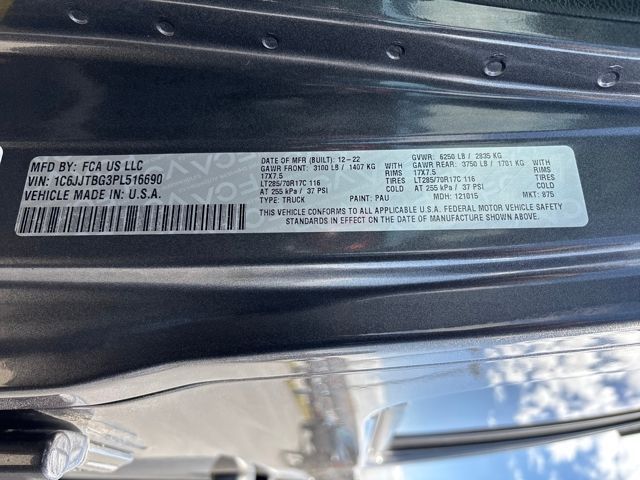 MFD BY: FCA US LLC
VIN: 1C6JJTBG3PL516690
VEHICLE MADE IN: U.S.A.
DATE OF MFR (BUILT): 12-22 GVWR: 6250 LB / 2835 KG
GAWR FRONT: 3100 LB / 1407 KG GAWR REAR: 3750 LB / 1701 KG
17X7.5 RIMS 17X7.5 RIMS
LT285/70R17C 116 TIRES LT285/70R17C 116 TIRES
AT 255 kPa / 37 PSI AT 255 kPa / 37 PSI
TYPE: TRUCK PAINT: PAU MDH: 121015 MKT: 875
THIS VEHICLE CONFORMS TO ALL APPLICABLE U.S.A. FEDERAL MOTOR VEHICLE SAFETY
STANDARDS IN EFFECT ON THE DATE OF MANUFACTURE SHOWN ABOVE.